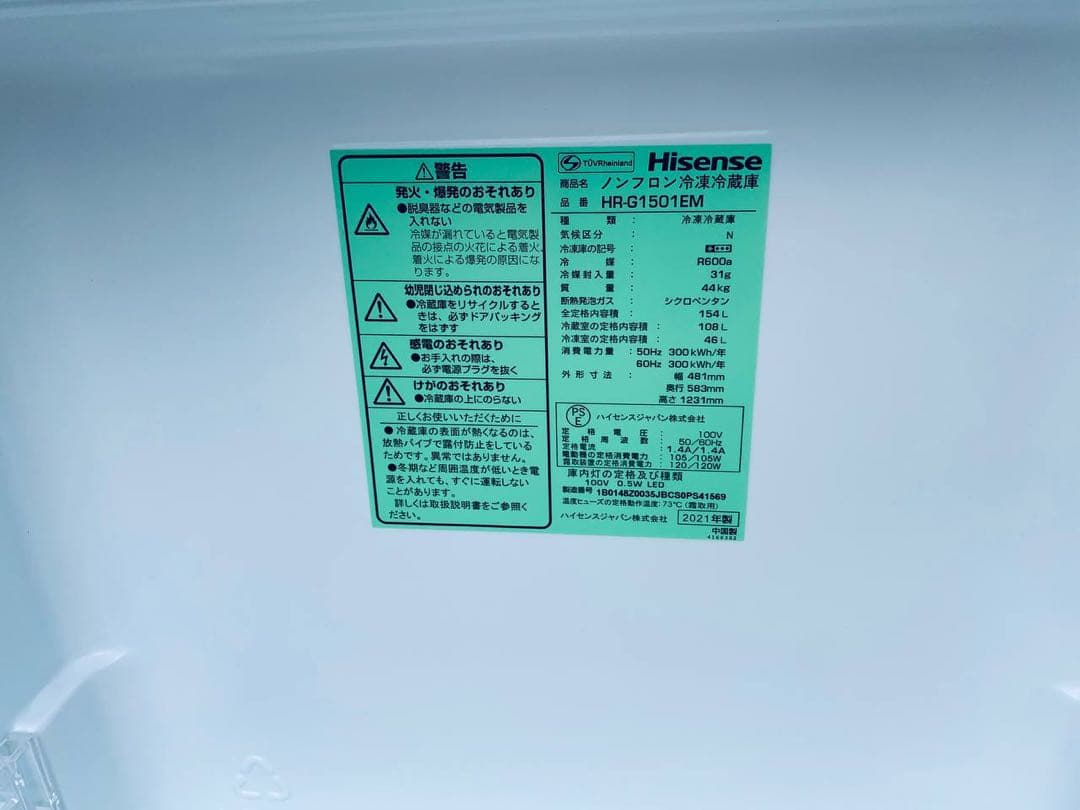 警告
発火・爆発のおそれあり
●脱臭器などの電気製品を
入れない
冷媒が漏れていると電気製
品の接点の火花による着火、
着火による爆発の原因にな
ります。
幼児閉じ込められのおそれあり
●冷蔵庫をリサイクルすると
きは、必ずドアパッキング
をはずす
感電のおそれあり
●お手入れの際は、
必ず電源プラグを抜く
けがのおそれあり
●冷蔵庫の上にのらない
正しくお使いいただくために
●冷蔵庫の表面が熱くなるのは、
放熱パイプで露付防止をしている
ためです。異常ではありません。
●冬期など周囲温度が低いとき電
源を入れても、すぐに運転しない
ことがあります。
詳しくは取扱説明書をご参照く
ださい。
TÜVRheinland Hisense
商品名 ノンフロン冷凍冷蔵庫
品番 HR-G1501EM
種類 : 冷凍冷蔵庫
気候区分 : N
冷凍庫の記号 :
冷媒 : R600a
冷媒封入量 : 31g
質量 : 44kg
断熱発泡ガス : シクロペンタン
全定格内容積 : 154L
冷蔵室の定格内容積 : 108L
冷凍室の定格内容積 : 46L
消費電力量 : 50Hz 300kWh/年
60Hz 300kWh/年
外形寸法 : 幅 481mm
奥行 583mm
高さ 1231mm
PSE ハイセンスジャパン株式会社
定格電圧 : 100V
定格周波数 : 50/60Hz
定格電流 : 1.4A/1.4A
電動機の定格消費電力 : 105/105W
霜取装置の定格消費電力 : 120/120W
庫内灯の定格及び種類
100V 0.5W LED
製造番号 1B0148Z0035JBCS0PS41569
温度ヒューズの定格動作温度:73℃(霜取用)
ハイセンスジャパン株式会社 2021年製
中国製